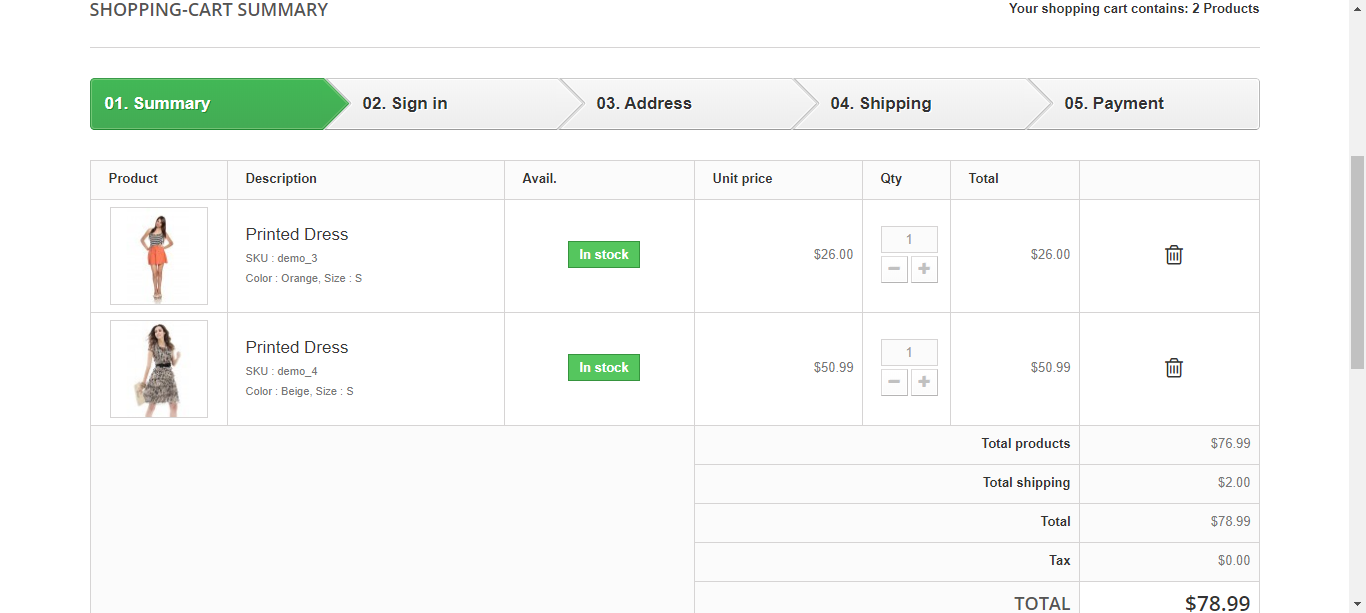 SHOPPING-CART SUMMARY
Your shopping cart contains: 2 Products
01. Summary
02. Sign in
03. Address
04. Shipping
05. Payment
Product Description Avail. Unit price Qty Total
Printed Dress
SKU : demo_3
Color : Orange, Size : S
In stock
$26.00
1
$26.00
Printed Dress
SKU : demo_4
Color : Beige, Size : S
In stock
$50.99
1
$50.99
Total products $76.99
Total shipping $2.00
Total $78.99
Tax $0.00
TOTAL $78.99